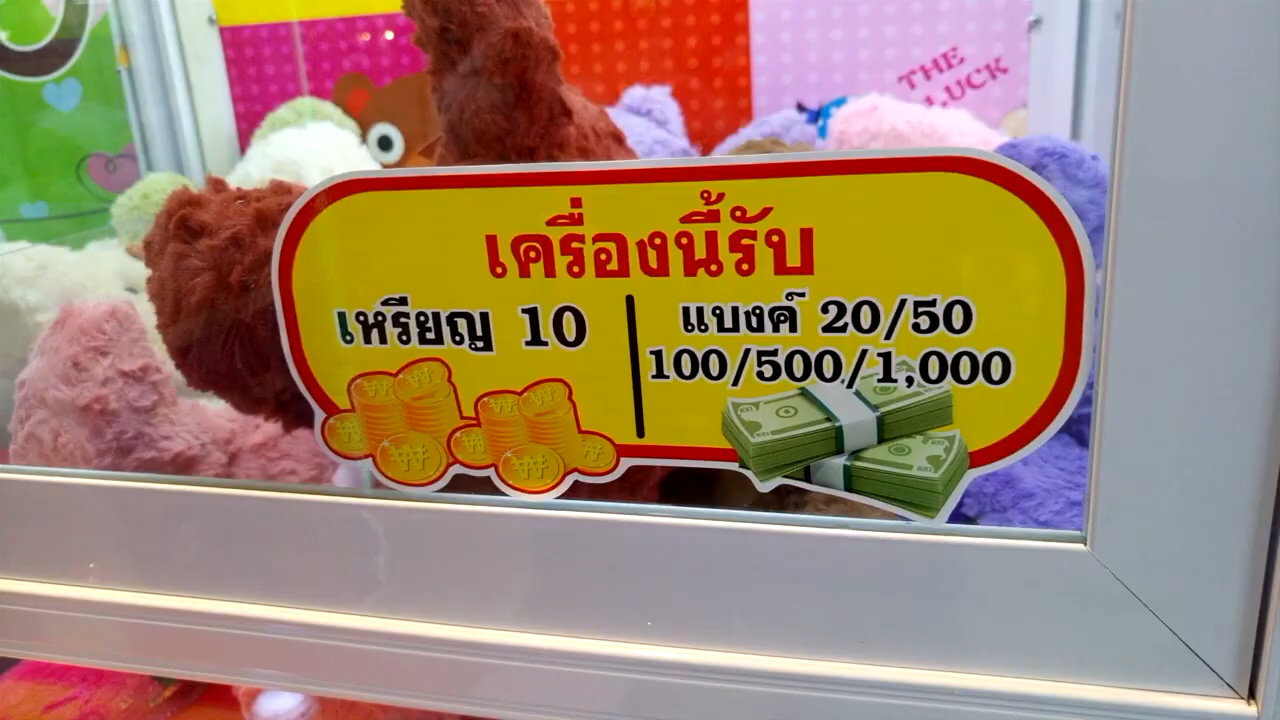 THE
LUCK
เครื่องนี้รับ
เหรียญ 10
แบงค์ 20/50
100/500/1,000